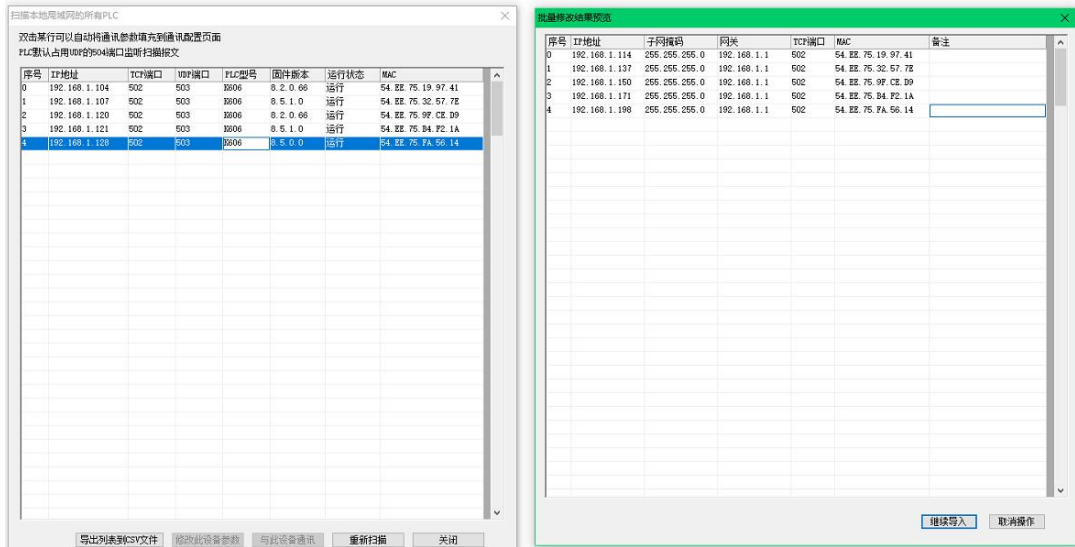 扫描本地局域网的所有PLC
双击某行可以自动将通讯参数填充到通讯配置页面
PLC默认占用UDP的504端口监听扫描报文
序号 IP地址 TCP端口 UDP端口 PLC型号 固件版本 运行状态 MAC
0 192.168.1.104 502 503 K606 8.2.0.66 运行 54.EE.75.19.97.41
1 192.168.1.107 502 503 K606 8.5.1.0 运行 54.EE.75.32.57.7E
2 192.168.1.120 502 503 K606 8.2.0.66 运行 54.EE.75.9F.CE.D9
3 192.168.1.121 502 503 K606 8.5.1.0 运行 54.EE.75.B4.F2.1A
4 192.168.1.128 502 503 K606 8.5.0.0 运行 54.EE.75.FA.56.14
导出列表到CSV文件 修改此设备参数 与此设备通讯 重新扫描 关闭
批量修改结果预览
序号 IP地址 子网掩码 网关 TCP端口 MAC 备注
0 192.168.1.114 255.255.255.0 192.168.1.1 502 54.EE.75.19.97.41
1 192.168.1.137 255.255.255.0 192.168.1.1 502 54.EE.75.32.57.7E
2 192.168.1.150 255.255.255.0 192.168.1.1 502 54.EE.75.9F.CE.D9
3 192.168.1.171 255.255.255.0 192.168.1.1 502 54.EE.75.B4.F2.1A
4 192.168.1.198 255.255.255.0 192.168.1.1 502 54.EE.75.FA.56.14
继续导入 取消操作